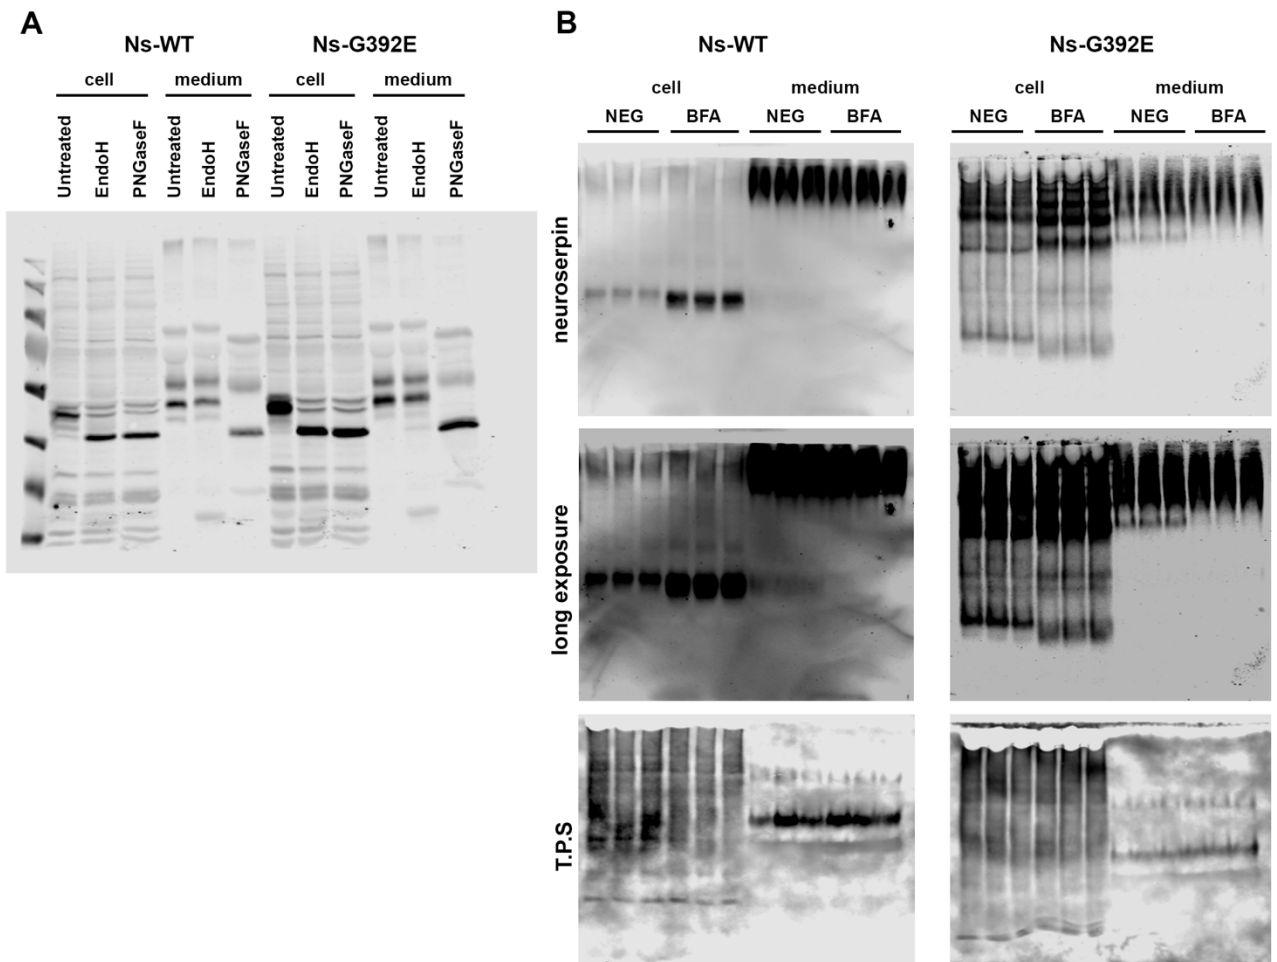 A
Ns-WT Ns-G392E
cell medium cell medium
Untreated EndoH PNGaseF Untreated EndoH PNGaseF Untreated EndoH PNGaseF Untreated EndoH PNGaseF
B
Ns-WT Ns-G392E
cell medium cell medium
NEG BFA NEG BFA NEG BFA NEG BFA
neuroserpin
long exposure
T.P.S